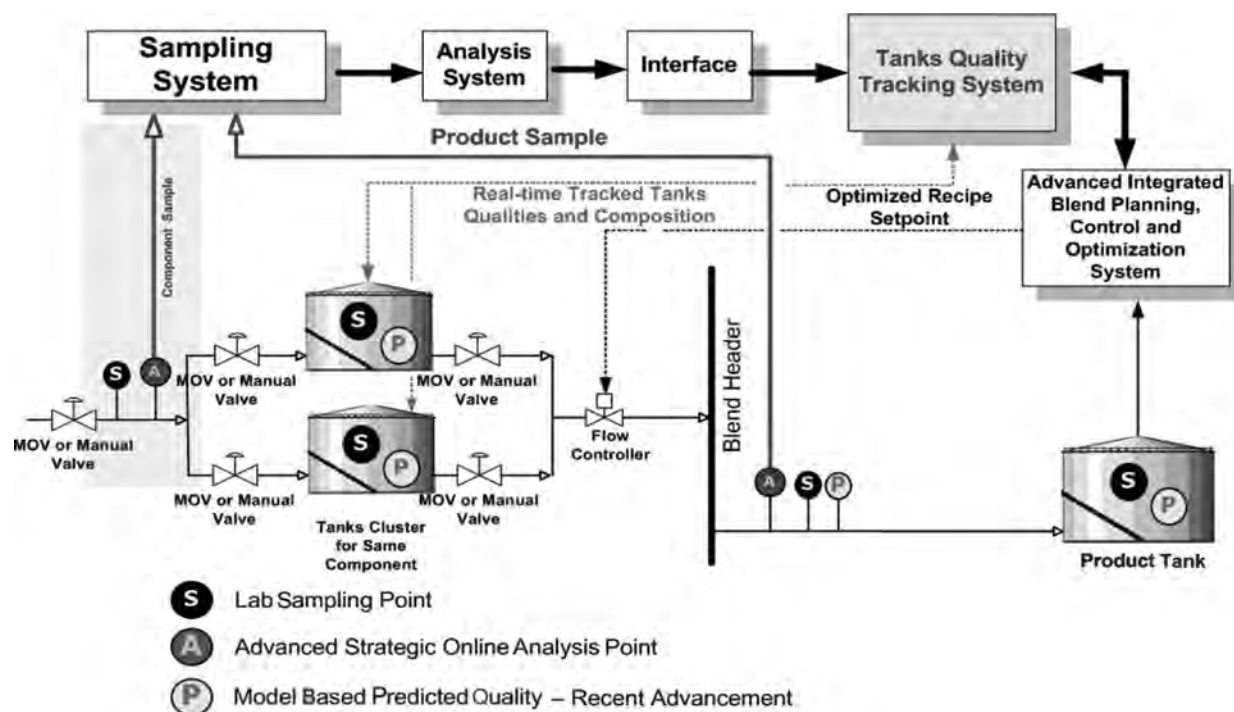 Sampling
System
Analysis
System
Interface
Tanks Quality
Tracking System
Product Sample
Component Sample
Real-time Tracked Tanks
Qualities and Composition
Optimized Recipe
Setpoint
Advanced Integrated
Blend Planning,
Control and
Optimization
System
S
P
MOV or Manual
Valve
MOV or Manual
Valve
S
A
MOV or Manual
Valve
S
P
Flow
Controller
Blend Header
MOV or Manual
Valve
MOV or Manual
Valve
Tanks Cluster
for Same
Component
A
S
P
S
P
Product Tank
S Lab Sampling Point
A Advanced Strategic Online Analysis Point
P Model Based Predicted Quality – Recent Advancement